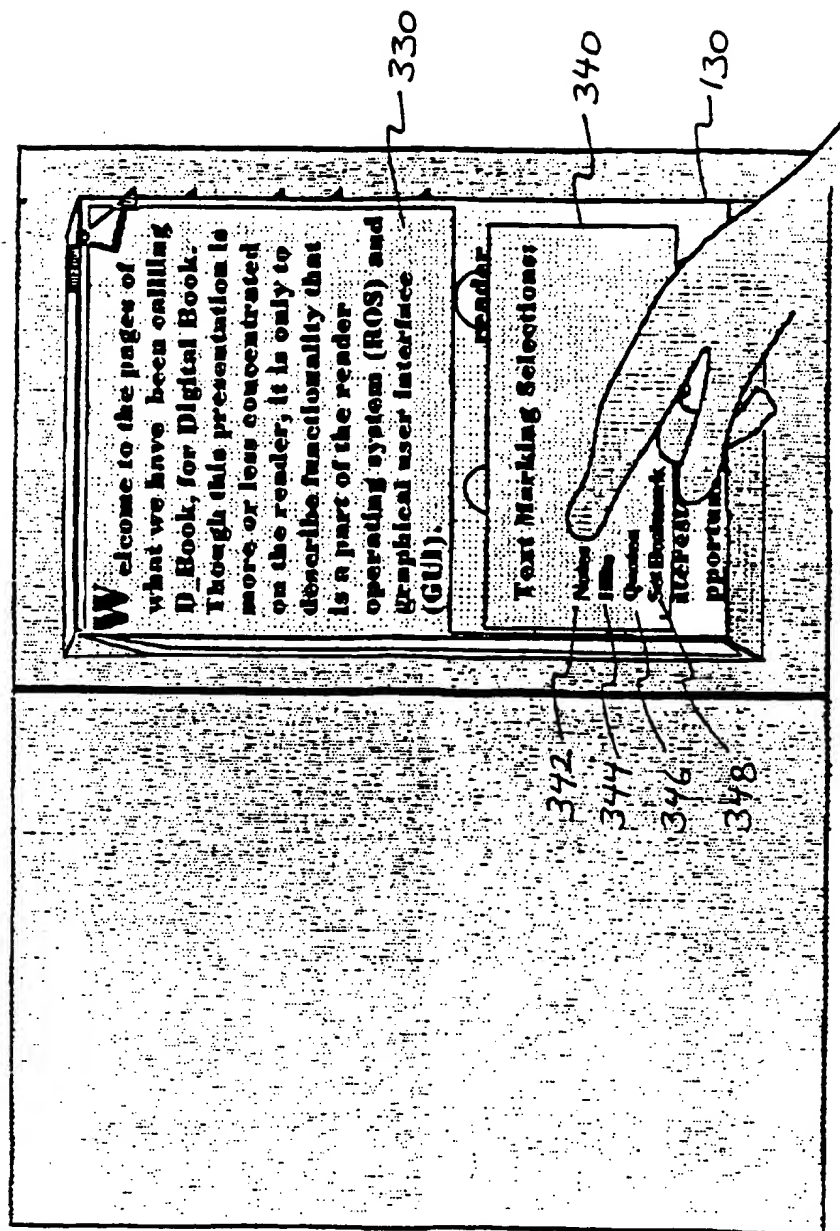 Welcome to the pages of
what we have been calling
D_Book, for Digital Book.
Though this presentation is
more or less concentrated
on the reader, it is only to
describe functionality that
is a part of the render
operating system (ROS) and
graphical user interface
(GUI).
render
Text Marking Selections:
Notes
Quotes
Set Bookmark
330
340
130
342
344
346
348